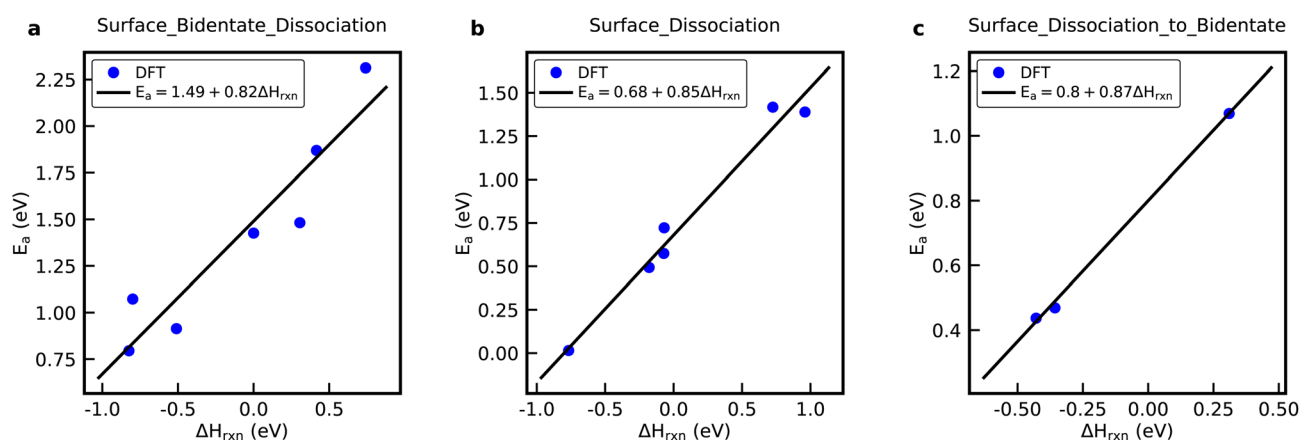 a Surface_Bidentate_Dissociation
DFT
Eₐ = 1.49 + 0.82ΔHᵣₓₙ
2.25
2.00
1.75
1.50
1.25
1.00
0.75
Eₐ (eV)
-1.0 -0.5 0.0 0.5
ΔHᵣₓₙ (eV)
b Surface_Dissociation
DFT
Eₐ = 0.68 + 0.85ΔHᵣₓₙ
1.50
1.25
1.00
0.75
0.50
0.25
0.00
Eₐ (eV)
-1.0 -0.5 0.0 0.5 1.0
ΔHᵣₓₙ (eV)
c Surface_Dissociation_to_Bidentate
DFT
Eₐ = 0.8 + 0.87ΔHᵣₓₙ
1.2
1.0
0.8
0.6
0.4
Eₐ (eV)
-0.50 -0.25 0.00 0.25 0.50
ΔHᵣₓₙ (eV)